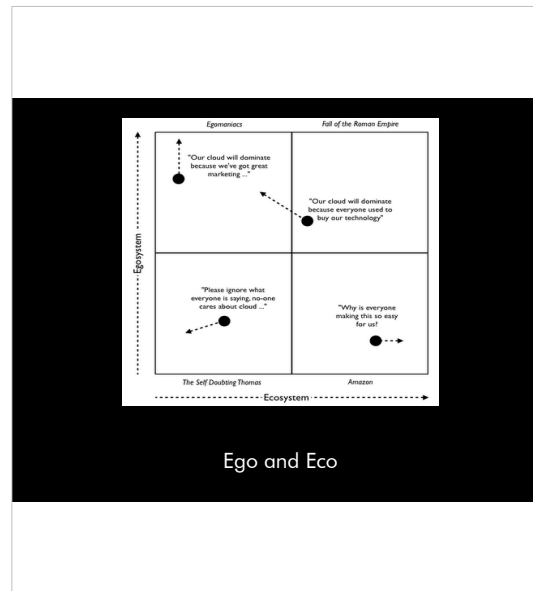 Egomaniacs
Fall of the Roman Empire
"Our cloud will dominate
because we've got great
marketing ..."
"Our cloud will dominate
because everyone used to
buy our technology"
Egosystem
"Please ignore what
everyone is saying, no-one
cares about cloud ..."
"Why is everyone
making this so easy
for us?
The Self Doubting Thomas
Amazon
Ecosystem
Ego and Eco